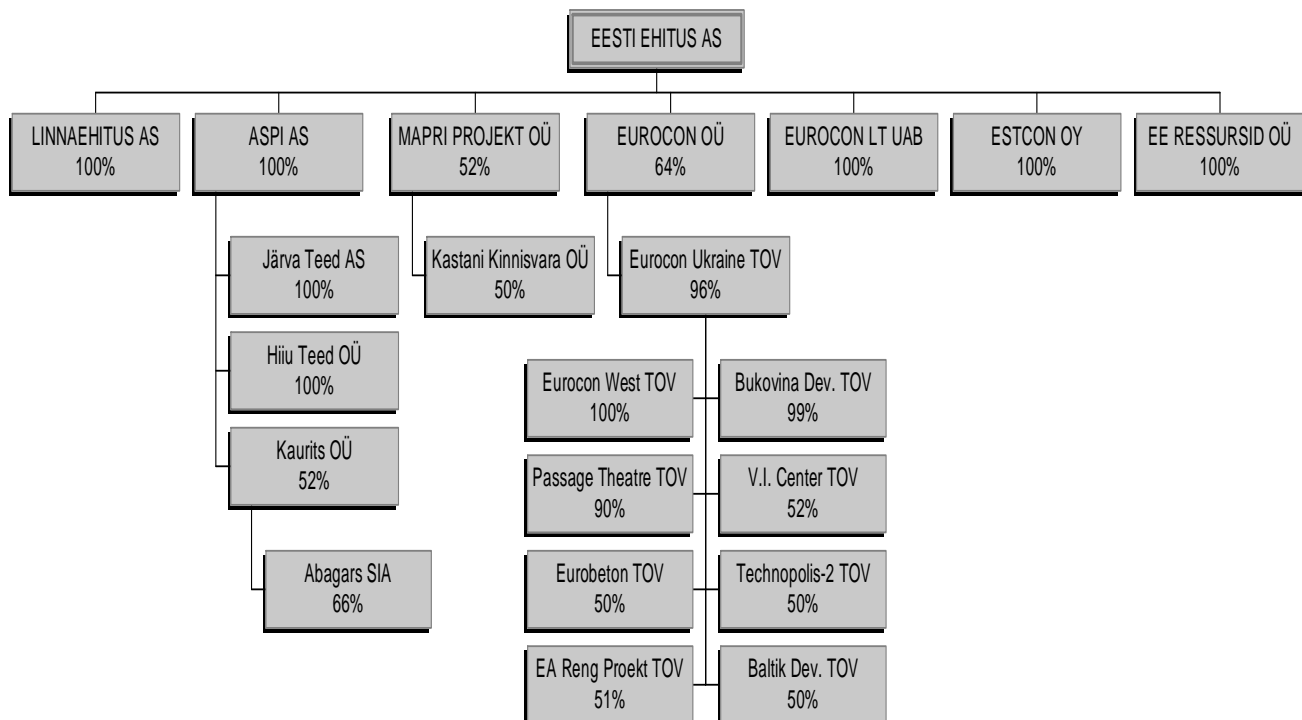 EESTI EHITUS AS
LINNAEHITUS AS
100%
ASPI AS
100%
MAPRI PROJEKT OÜ
52%
EUROCON OÜ
64%
EUROCON LT UAB
100%
ESTCON OY
100%
EE RESSURSID OÜ
100%
Järva Teed AS
100%
Kastani Kinnisvara OÜ
50%
Eurocon Ukraine TOV
96%
Hiiu Teed OÜ
100%
Eurocon West TOV
100%
Bukovina Dev. TOV
99%
Kaurits OÜ
52%
Passage Theatre TOV
90%
V.I. Center TOV
52%
Abagars SIA
66%
Eurobeton TOV
50%
Technopolis-2 TOV
50%
EA Reng Proekt TOV
51%
Baltik Dev. TOV
50%